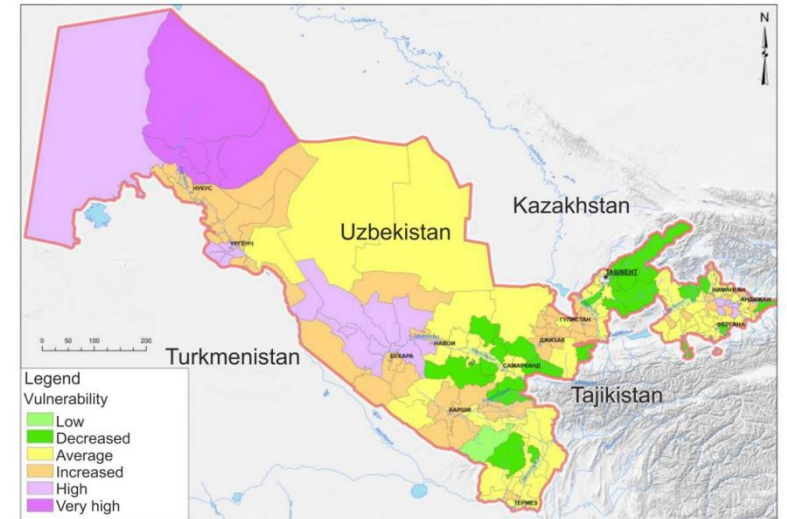 N
Kazakhstan
Uzbekistan
НУКУС
УРГЕНЧ
ТАШКЕНТ
НАМАНГАН
АНДИЖАН
ФЕРГАНА
ГУЛИСТАН
ДЖИЗАК
НАВОИ
БУХАРА
САМАРКАНД
Turkmenistan
Tajikistan
КАРШИ
ТЕРМЕЗ
0 50 100 200
Legend
Vulnerability
Low
Decreased
Average
Increased
High
Very high